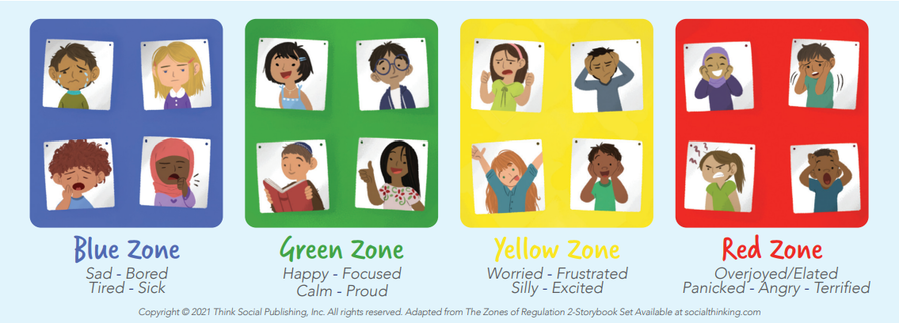 Blue Zone
Sad - Bored
Tired - Sick
Green Zone
Happy - Focused
Calm - Proud
Yellow Zone
Worried - Frustrated
Silly - Excited
Red Zone
Overjoyed/Elated
Panicked - Angry - Terrified
Copyright © 2021 Think Social Publishing, Inc. All rights reserved. Adapted from The Zones of Regulation 2-Storybook Set Available at socialthinking.com